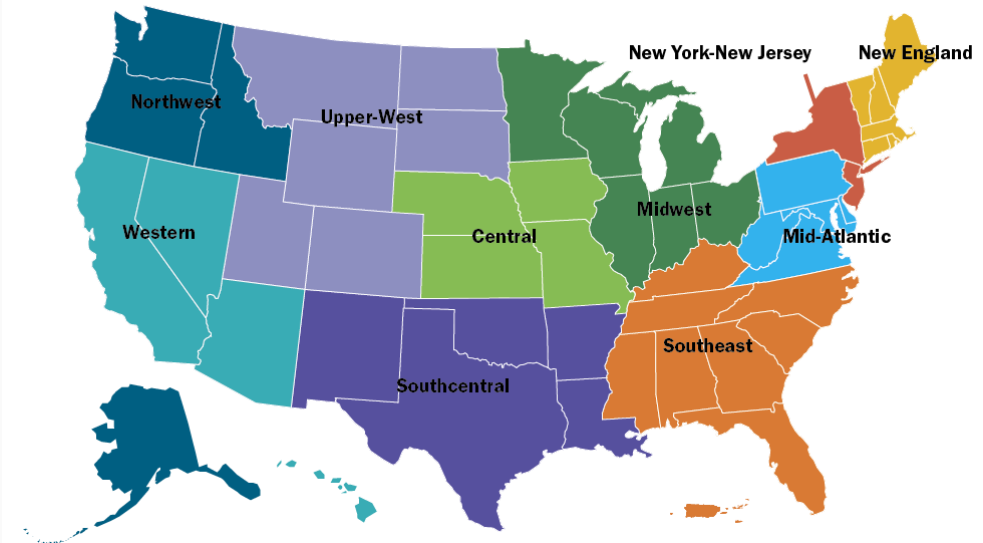 New York-New Jersey
New England
Northwest
Upper-West
Midwest
Western
Central
Mid-Atlantic
Southeast
Southcentral